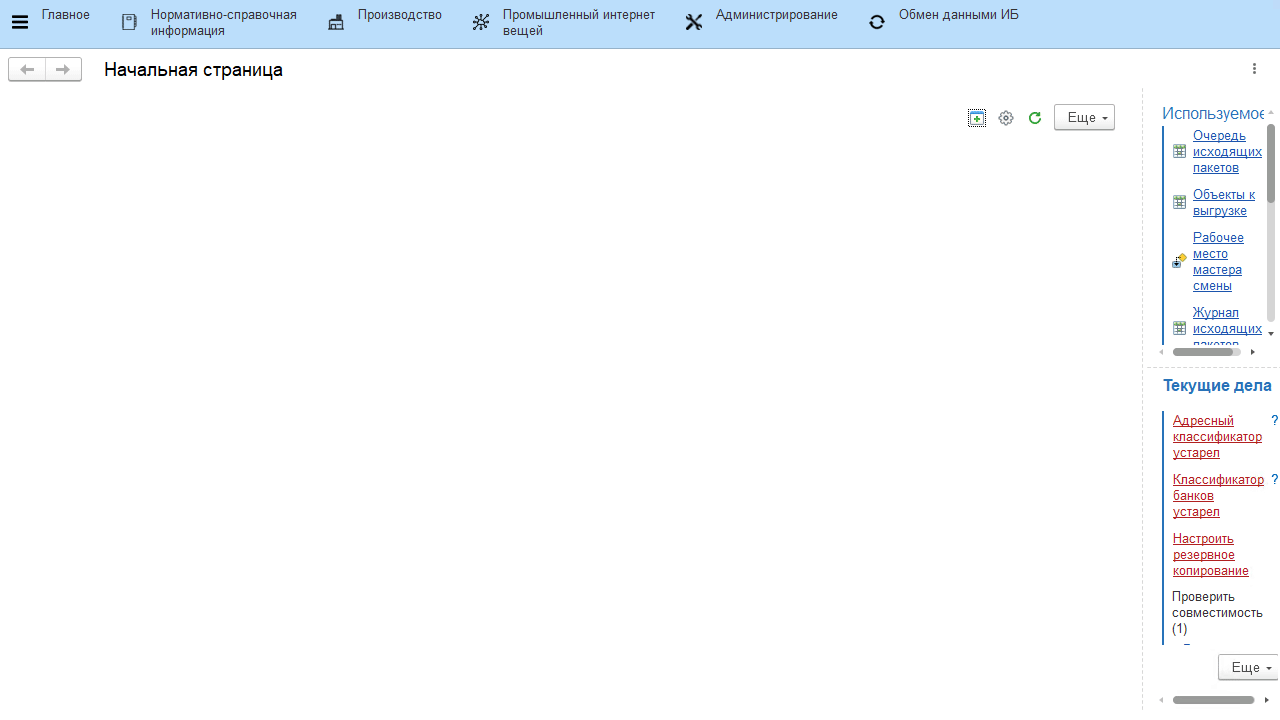 Главное
Нормативно-справочная
информация
Производство
Промышленный интернет
вещей
Администрирование
Обмен данными ИБ
Начальная страница
Еще
Используемое
Очередь
исходящих
пакетов
Объекты к
выгрузке
Рабочее
место
мастера
смены
Журнал
исходящих
пакетов
Текущие дела
Адресный
классификатор
устарел
?
Классификатор
банков
устарел
?
Настроить
резервное
копирование
Проверить
совместимость
(1)
Еще